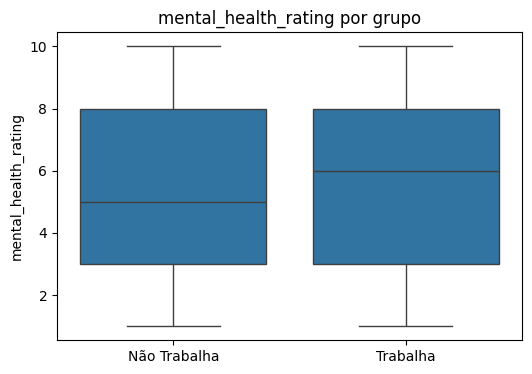 mental_health_rating por grupo
10
8
6
4
2
mental_health_rating
Não Trabalha
Trabalha